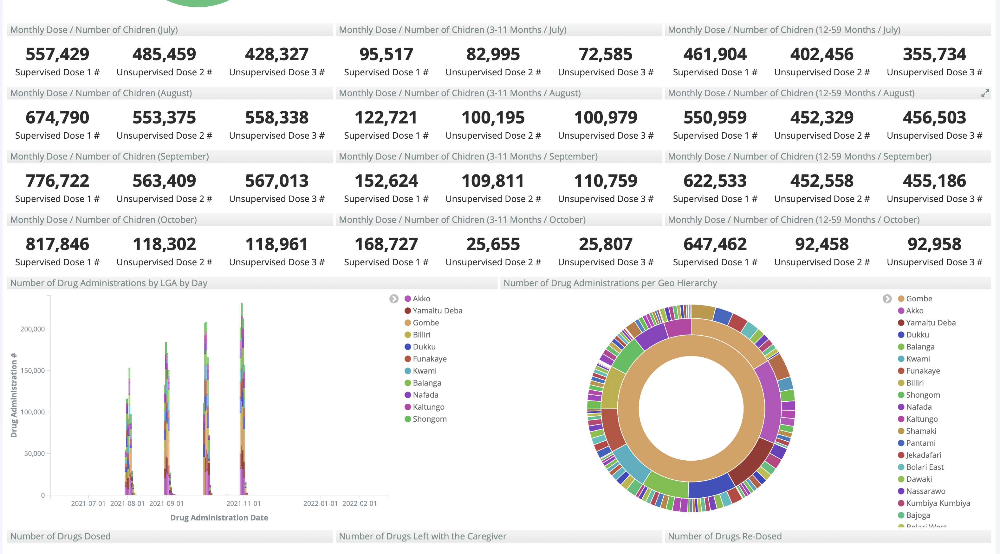 Monthly Dose / Number of Chidren (July)
Monthly Dose / Number of Chidren (3-11 Months / July)
Monthly Dose / Number of Chidren (12-59 Months / July)
557,429 485,459 428,327
Supervised Dose 1 # Unsupervised Dose 2 # Unsupervised Dose 3 #
95,517 82,995 72,585
Supervised Dose 1 # Unsupervised Dose 2 # Unsupervised Dose 3 #
461,904 402,456 355,734
Supervised Dose 1 # Unsupervised Dose 2 # Unsupervised Dose 3 #
Monthly Dose / Number of Chidren (August)
Monthly Dose / Number of Chidren (3-11 Months / August)
Monthly Dose / Number of Chidren (12-59 Months / August)
674,790 553,375 558,338
Supervised Dose 1 # Unsupervised Dose 2 # Unsupervised Dose 3 #
122,721 100,195 100,979
Supervised Dose 1 # Unsupervised Dose 2 # Unsupervised Dose 3 #
550,959 452,329 456,503
Supervised Dose 1 # Unsupervised Dose 2 # Unsupervised Dose 3 #
Monthly Dose / Number of Chidren (September)
Monthly Dose / Number of Chidren (3-11 Months / September)
Monthly Dose / Number of Chidren (12-59 Months / September)
776,722 563,409 567,013
Supervised Dose 1 # Unsupervised Dose 2 # Unsupervised Dose 3 #
152,624 109,811 110,759
Supervised Dose 1 # Unsupervised Dose 2 # Unsupervised Dose 3 #
622,533 452,558 455,186
Supervised Dose 1 # Unsupervised Dose 2 # Unsupervised Dose 3 #
Monthly Dose / Number of Chidren (October)
Monthly Dose / Number of Chidren (3-11 Months / October)
Monthly Dose / Number of Chidren (12-59 Months / October)
817,846 118,302 118,961
Supervised Dose 1 # Unsupervised Dose 2 # Unsupervised Dose 3 #
168,727 25,655 25,807
Supervised Dose 1 # Unsupervised Dose 2 # Unsupervised Dose 3 #
647,462 92,458 92,958
Supervised Dose 1 # Unsupervised Dose 2 # Unsupervised Dose 3 #
Number of Drug Administrations by LGA by Day
Drug Administration #
200,000
150,000
100,000
50,000
0
2021-07-01 2021-08-01 2021-09-01 2021-11-01 2022-01-01 2022-02-01
Drug Administration Date
Akko
Yamaltu Deba
Gombe
Billiri
Dukku
Funakaye
Kwami
Balanga
Nafada
Kaltungo
Shongom
Number of Drug Administrations per Geo Hierarchy
Gombe
Akko
Yamaltu Deba
Dukku
Balanga
Kwami
Funakaye
Billiri
Shongom
Nafada
Kaltungo
Shamaki
Pantami
Jekadafari
Bolari East
Dawaki
Nassarawo
Kumbiya Kumbiya
Bajoga
Bolari West
Number of Drugs Dosed
Number of Drugs Left with the Caregiver
Number of Drugs Re-Dosed